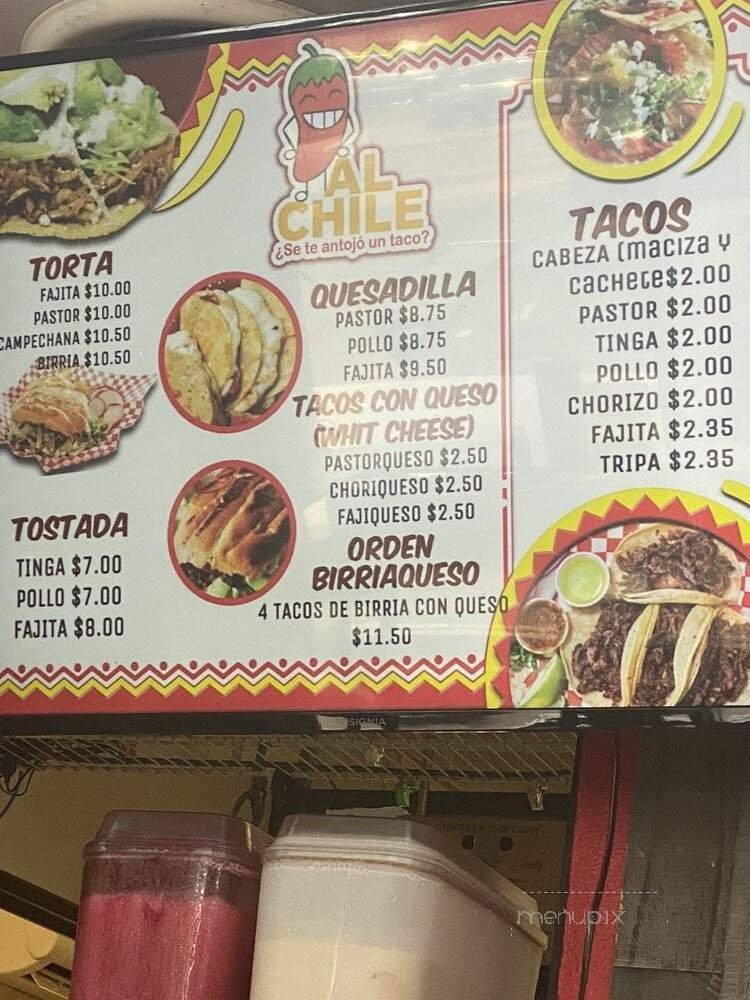 AL
CHILE
¿Se te antojó un taco?
TORTA
FAJITA $10.00
PASTOR $10.00
CAMPECHANA $10.50
BIRRIA $10.50
TOSTADA
TINGA $7.00
POLLO $7.00
FAJITA $8.00
QUESADILLA
PASTOR $8.75
POLLO $8.75
FAJITA $9.50
TACOS CON QUESO
(WHIT CHEESE)
PASTORQUESO $2.50
CHORIQUESO $2.50
FAJIQUESO $2.50
ORDEN
BIRRIAQUESO
4 TACOS DE BIRRIA CON QUESO
$11.50
TACOS
CABEZA (maciza y
cachete$2.00
PASTOR $2.00
TINGA $2.00
POLLO $2.00
CHORIZO $2.00
FAJITA $2.35
TRIPA $2.35
SIGNIA
menupix